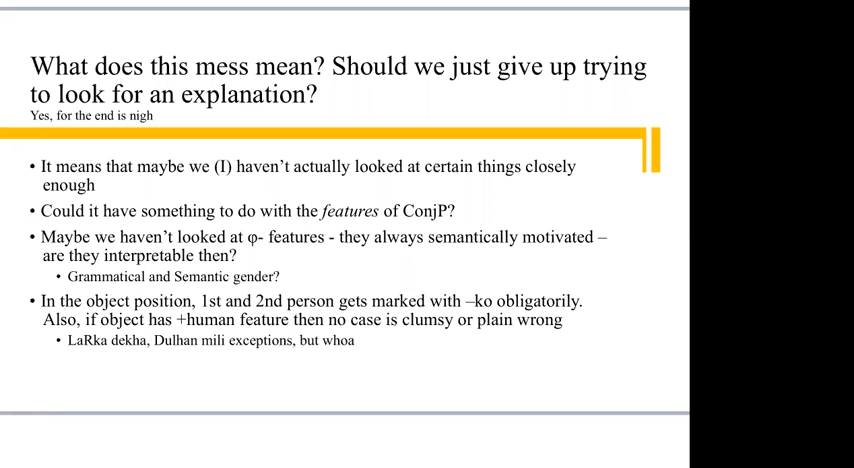 What does this mess mean? Should we just give up trying
to look for an explanation?
Yes, for the end is nigh
• It means that maybe we (I) haven’t actually looked at certain things closely
enough
• Could it have something to do with the features of ConjP?
• Maybe we haven’t looked at φ- features - they always semantically motivated –
are they interpretable then?
• Grammatical and Semantic gender?
• In the object position, 1st and 2nd person gets marked with –ko obligatorily.
Also, if object has +human feature then no case is clumsy or plain wrong
• LaRka dekha, Dulhan mili exceptions, but whoa